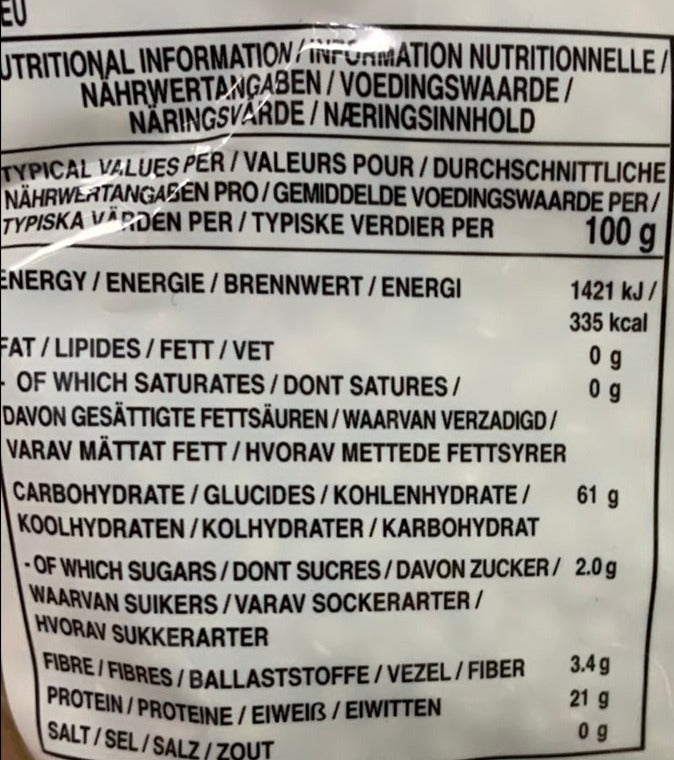 EU
UTRITIONAL INFORMATION / INFORMATION NUTRITIONNELLE /
NÄHRWERTANGABEN / VOEDINGSWAARDE /
NÄRINGSVÄRDE / NÆRINGSINNHOLD
TYPICAL VALUES PER / VALEURS POUR / DURCHSCHNITTLICHE
NÄHRWERTANGABEN PRO / GEMIDDELDE VOEDINGSWAARDE PER /
TYPISKA VÄRDEN PER / TYPISKE VERDIER PER 100 g
ENERGY / ENERGIE / BRENNWERT / ENERGI 1421 kJ /
335 kcal
FAT / LIPIDES / FETT / VET 0 g
- OF WHICH SATURATES / DONT SATURES / 0 g
DAVON GESÄTTIGTE FETTSÄUREN / WAARVAN VERZADIGD /
VARAV MÄTTAT FETT / HVORAV METTEDE FETTSYRER
CARBOHYDRATE / GLUCIDES / KOHLENHYDRATE / 61 g
KOOLHYDRATEN / KOLHYDRATER / KARBOHYDRAT
- OF WHICH SUGARS / DONT SUCRES / DAVON ZUCKER / 2.0 g
WAARVAN SUIKERS / VARAV SOCKERARTER /
HVORAV SUKKERARTER
FIBRE / FIBRES / BALLASTSTOFFE / VEZEL / FIBER 3.4 g
PROTEIN / PROTEINE / EIWEIß / EIWITTEN 21 g
SALT / SEL / SALZ / ZOUT 0 g